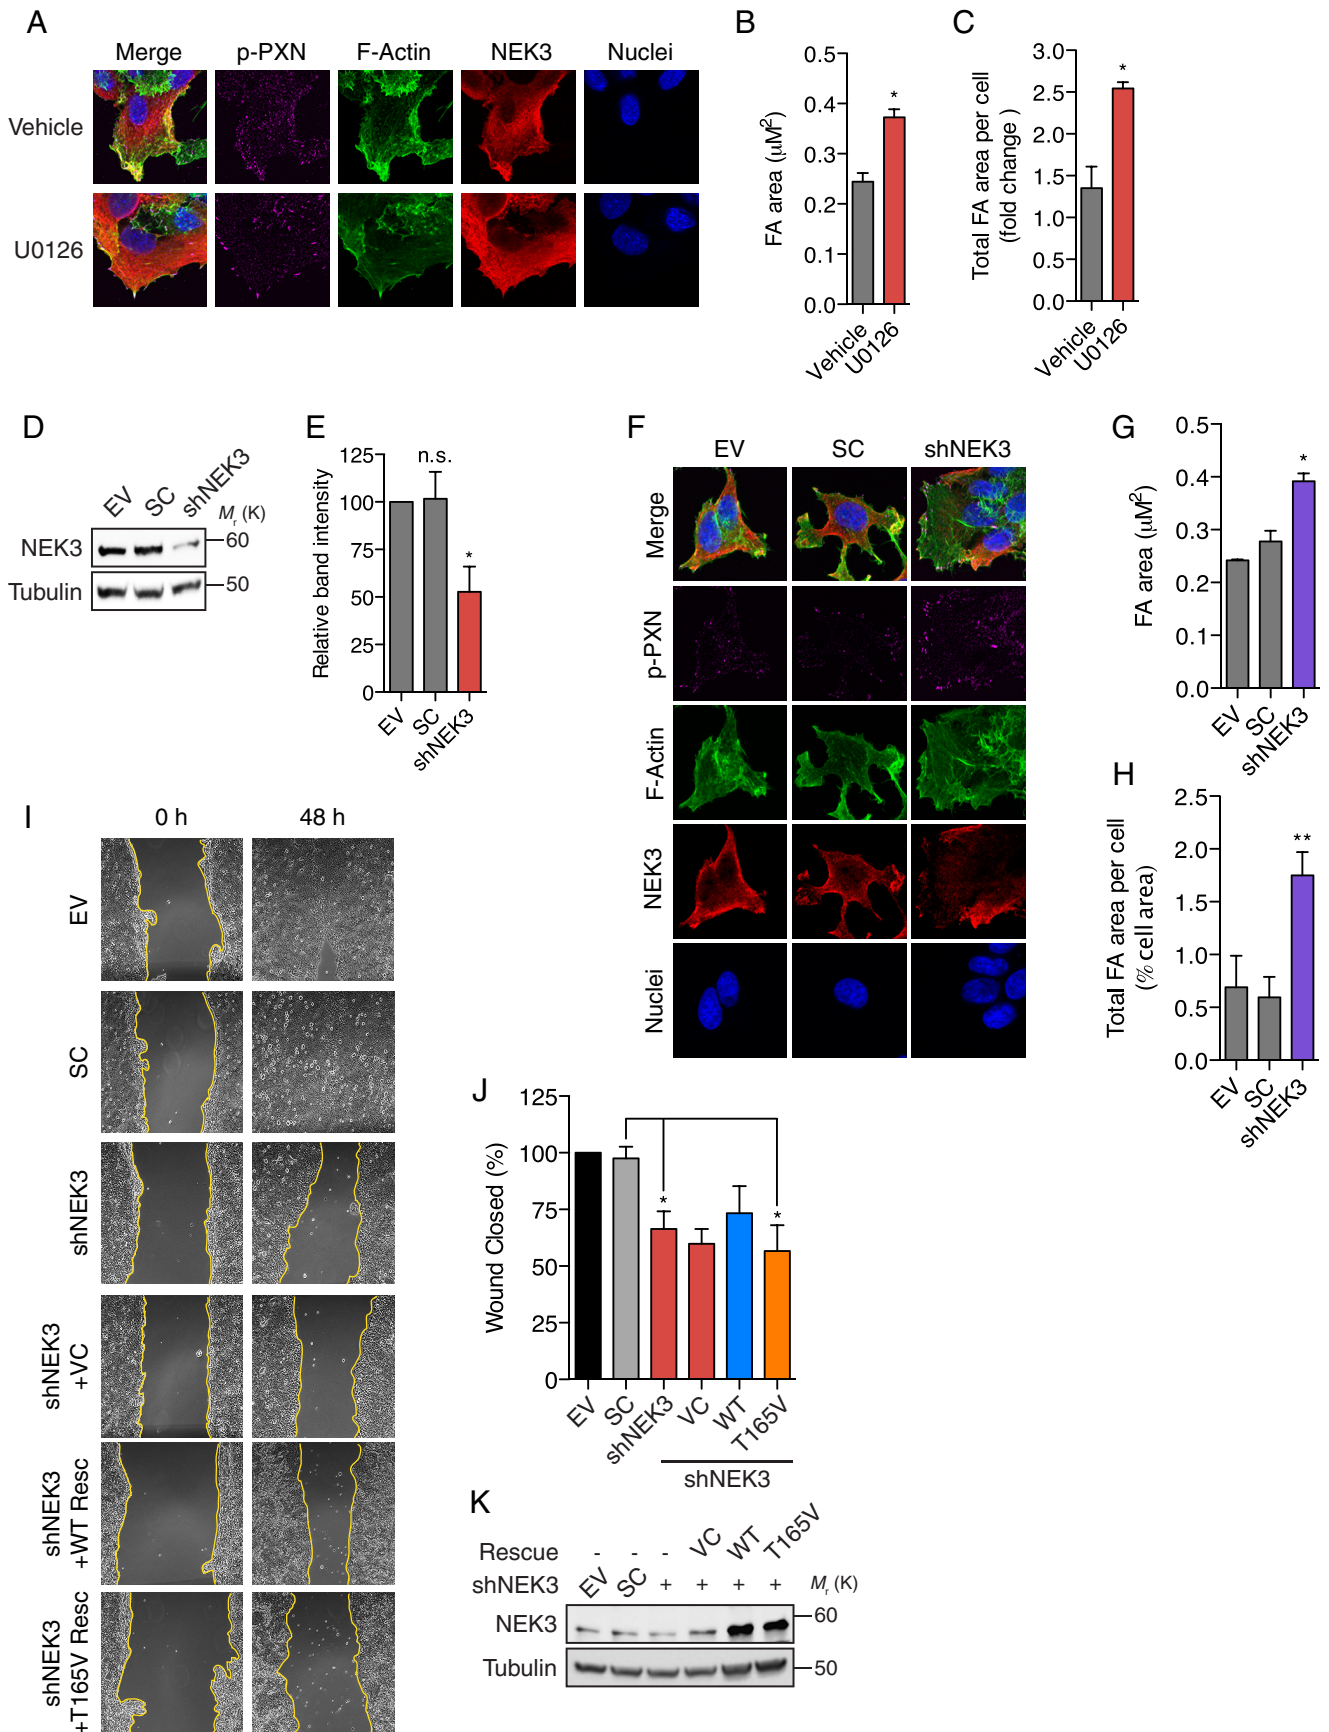 A
Merge p-PXN F-Actin NEK3 Nuclei
Vehicle
U0126
B
FA area (μM²)
0.5
0.4
0.3
0.2
0.1
0.0
*
Vehicle
U0126
C
Total FA area per cell
(fold change )
3.0
2.5
2.0
1.5
1.0
0.5
0.0
*
Vehicle
U0126
D
EV SC shNEK3
Mr (K)
NEK3 60
Tubulin 50
E
Relative band intensity
125
100
75
50
25
0
n.s.
*
EV
SC
shNEK3
F
EV SC shNEK3
Merge
p-PXN
F-Actin
NEK3
Nuclei
G
FA area (μM²)
0.5
0.4
0.3
0.2
0.1
0.0
*
EV
SC
shNEK3
H
Total FA area per cell
(% cell area)
2.5
2.0
1.5
1.0
0.5
0.0
**
EV
SC
shNEK3
I
0 h 48 h
EV
SC
shNEK3
shNEK3
+VC
shNEK3
+WT Resc
shNEK3
+T165V Resc
J
Wound Closed (%)
125
100
75
50
25
0
*
*
EV
SC
shNEK3
VC
WT
T165V
shNEK3
K
Rescue - - - VC WT T165V
shNEK3 EV SC + + + + Mr (K)
NEK3 60
Tubulin 50